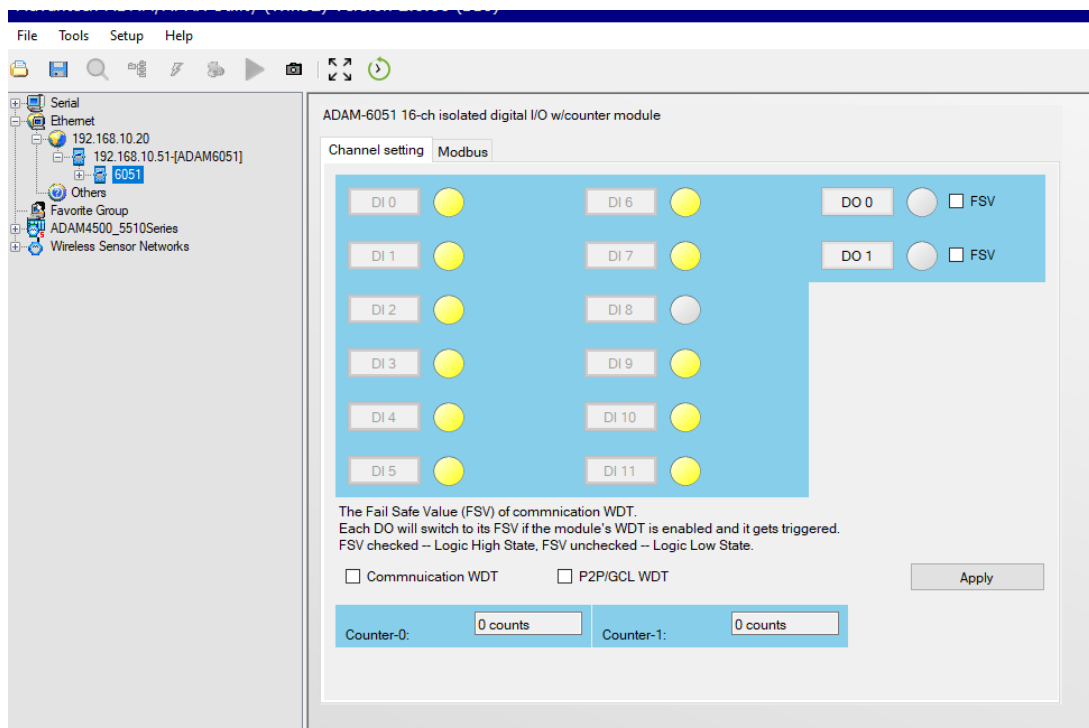 File Tools Setup Help
Serial
Ethernet
192.168.10.20
192.168.10.51-[ADAM6051]
6051
Others
Favorite Group
ADAM4500_5510Series
Wireless Sensor Networks
ADAM-6051 16-ch isolated digital I/O w/counter module
Channel setting Modbus
DI 0 DI 6 DO 0 FSV
DI 1 DI 7 DO 1 FSV
DI 2 DI 8
DI 3 DI 9
DI 4 DI 10
DI 5 DI 11
The Fail Safe Value (FSV) of commnication WDT.
Each DO will switch to its FSV if the module's WDT is enabled and it gets triggered.
FSV checked -- Logic High State, FSV unchecked -- Logic Low State.
Commnuication WDT P2P/GCL WDT Apply
Counter-0: 0 counts Counter-1: 0 counts